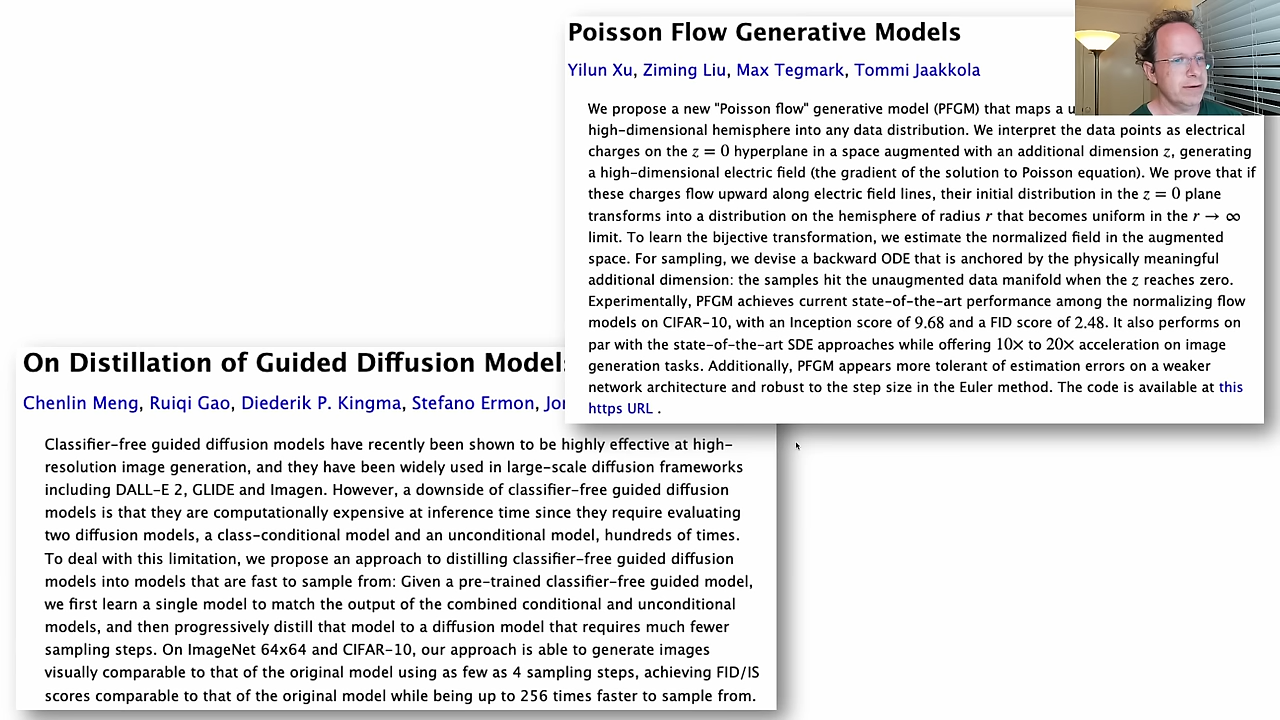 Poisson Flow Generative Models
Yilun Xu, Ziming Liu, Max Tegmark, Tommi Jaakkola
We propose a new "Poisson flow" generative model (PFGM) that maps a
high-dimensional hemisphere into any data distribution. We interpret the data points as electrical
charges on the z = 0 hyperplane in a space augmented with an additional dimension z, generating
a high-dimensional electric field (the gradient of the solution to Poisson equation). We prove that if
these charges flow upward along electric field lines, their initial distribution in the z = 0 plane
transforms into a distribution on the hemisphere of radius r that becomes uniform in the r → ∞
limit. To learn the bijective transformation, we estimate the normalized field in the augmented
space. For sampling, we devise a backward ODE that is anchored by the physically meaningful
additional dimension: the samples hit the unaugmented data manifold when the z reaches zero.
Experimentally, PFGM achieves current state-of-the-art performance among the normalizing flow
models on CIFAR-10, with an Inception score of 9.68 and a FID score of 2.48. It also performs on
par with the state-of-the-art SDE approaches while offering 10× to 20× acceleration on image
generation tasks. Additionally, PFGM appears more tolerant of estimation errors on a weaker
network architecture and robust to the step size in the Euler method. The code is available at this
https URL .
On Distillation of Guided Diffusion Models
Chenlin Meng, Ruiqi Gao, Diederik P. Kingma, Stefano Ermon,
Classifier-free guided diffusion models have recently been shown to be highly effective at high-
resolution image generation, and they have been widely used in large-scale diffusion frameworks
including DALL-E 2, GLIDE and Imagen. However, a downside of classifier-free guided diffusion
models is that they are computationally expensive at inference time since they require evaluating
two diffusion models, a class-conditional model and an unconditional model, hundreds of times.
To deal with this limitation, we propose an approach to distilling classifier-free guided diffusion
models into models that are fast to sample from: Given a pre-trained classifier-free guided model,
we first learn a single model to match the output of the combined conditional and unconditional
models, and then progressively distill that model to a diffusion model that requires much fewer
sampling steps. On ImageNet 64x64 and CIFAR-10, our approach is able to generate images
visually comparable to that of the original model using as few as 4 sampling steps, achieving FID/IS
scores comparable to that of the original model while being up to 256 times faster to sample from.